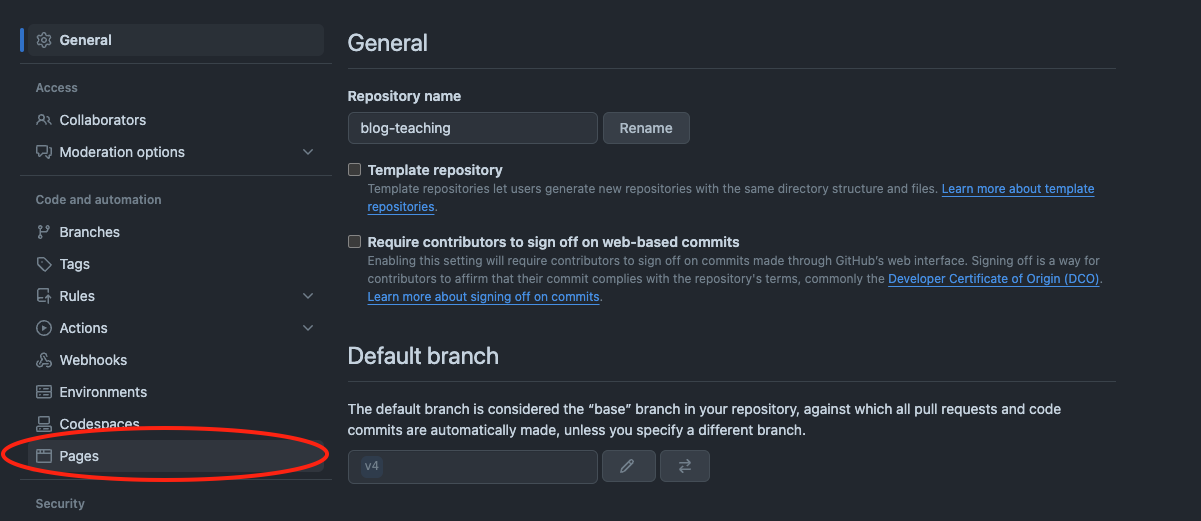 General
Access
Collaborators
Moderation options
Code and automation
Branches
Tags
Rules
Actions
Webhooks
Environments
Codespaces
Pages
Security
General
Repository name
blog-teaching
Rename
Template repository
Template repositories let users generate new repositories with the same directory structure and files. Learn more about template
repositories.
Require contributors to sign off on web-based commits
Enabling this setting will require contributors to sign off on commits made through GitHub's web interface. Signing off is a way for
contributors to affirm that their commit complies with the repository's terms, commonly the Developer Certificate of Origin (DCO).
Learn more about signing off on commits.
Default branch
The default branch is considered the “base” branch in your repository, against which all pull requests and code
commits are automatically made, unless you specify a different branch.
v4